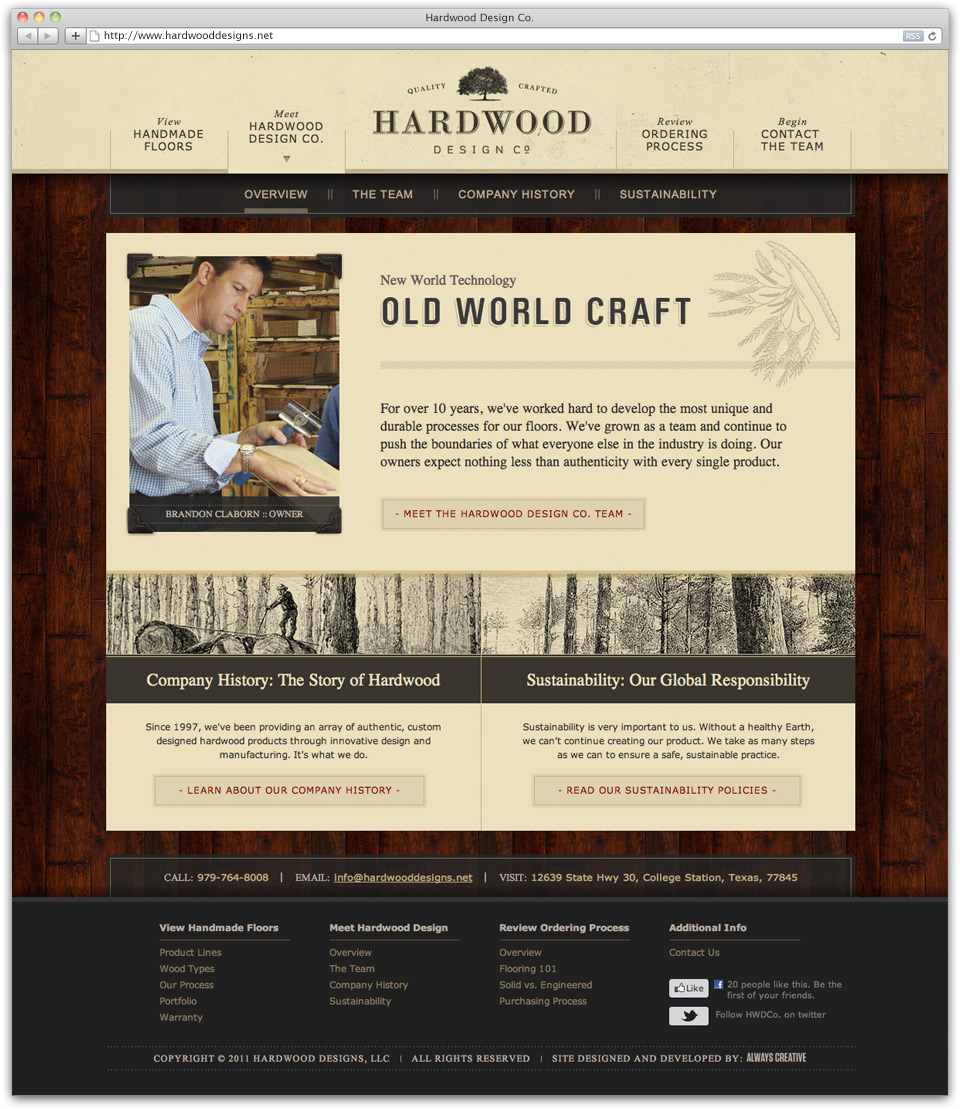 Hardwood Design Co.
http://www.hardwooddesigns.net
RSS
QUALITY CRAFTED
HARDWOOD
DESIGN Co
View
HANDMADE
FLOORS
Meet
HARDWOOD
DESIGN CO.
Review
ORDERING
PROCESS
Begin
CONTACT
THE TEAM
OVERVIEW || THE TEAM || COMPANY HISTORY || SUSTAINABILITY
New World Technology
OLD WORLD CRAFT
For over 10 years, we've worked hard to develop the most unique and
durable processes for our floors. We've grown as a team and continue to
push the boundaries of what everyone else in the industry is doing. Our
owners expect nothing less than authenticity with every single product.
- MEET THE HARDWOOD DESIGN CO. TEAM -
BRANDON CLABORN :: OWNER
Company History: The Story of Hardwood
Since 1997, we've been providing an array of authentic, custom
designed hardwood products through innovative design and
manufacturing. It's what we do.
- LEARN ABOUT OUR COMPANY HISTORY -
Sustainability: Our Global Responsibility
Sustainability is very important to us. Without a healthy Earth,
we can't continue creating our product. We take as many steps
as we can to ensure a safe, sustainable practice.
- READ OUR SUSTAINABILITY POLICIES -
CALL: 979-764-8008 | EMAIL: info@hardwooddesigns.net | VISIT: 12639 State Hwy 30, College Station, Texas, 77845
View Handmade Floors
Product Lines
Wood Types
Our Process
Portfolio
Warranty
Meet Hardwood Design
Overview
The Team
Company History
Sustainability
Review Ordering Process
Overview
Flooring 101
Solid vs. Engineered
Purchasing Process
Additional Info
Contact Us
Like
20 people like this. Be the
first of your friends.
Follow HWDCo. on twitter
COPYRIGHT © 2011 HARDWOOD DESIGNS, LLC | ALL RIGHTS RESERVED | SITE DESIGNED AND DEVELOPED BY: ALWAYS CREATIVE